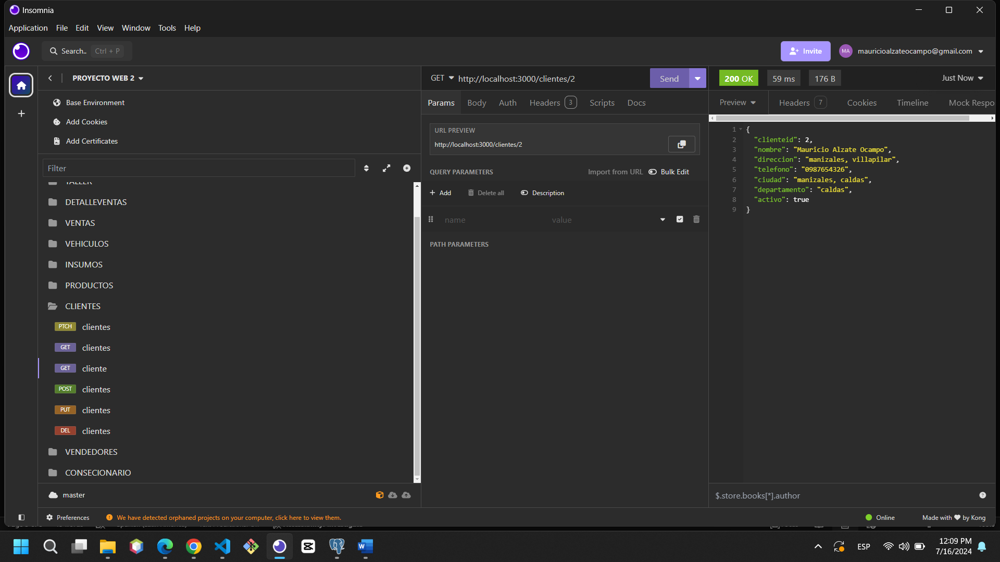 Insomnia
Application File Edit View Window Tools Help
Search.. Ctrl + P
Invite
MA mauricioalzateocampo@gmail.com
PROYECTO WEB 2
Base Environment
Add Cookies
Add Certificates
Filter
TALLER
DETALLEVENTAS
VENTAS
VEHICULOS
INSUMOS
PRODUCTOS
CLIENTES
PTCH clientes
GET clientes
GET cliente
POST clientes
PUT clientes
DEL clientes
VENDEDORES
CONSECIONARIO
master
GET http://localhost:3000/clientes/2 Send
Params Body Auth Headers 3 Scripts Docs
URL PREVIEW
http://localhost:3000/clientes/2
QUERY PARAMETERS Import from URL Bulk Edit
Add Delete all Description
name value
PATH PARAMETERS
200 OK 59 ms 176 B Just Now
Preview Headers 7 Cookies Timeline Mock Respo
1 {
2 "clienteid": 2,
3 "nombre": "Mauricio Alzate Ocampo",
4 "direccion": "manizales, villapilar",
5 "telefono": "0987654326",
6 "ciudad": "manizales, caldas",
7 "departamento": "caldas",
8 "activo": true
9 }
$.store.books[*].author
Preferences We have detected orphaned projects on your computer, click here to view them. Online Made with ❤ by Kong
ESP 12:09 PM
7/16/2024